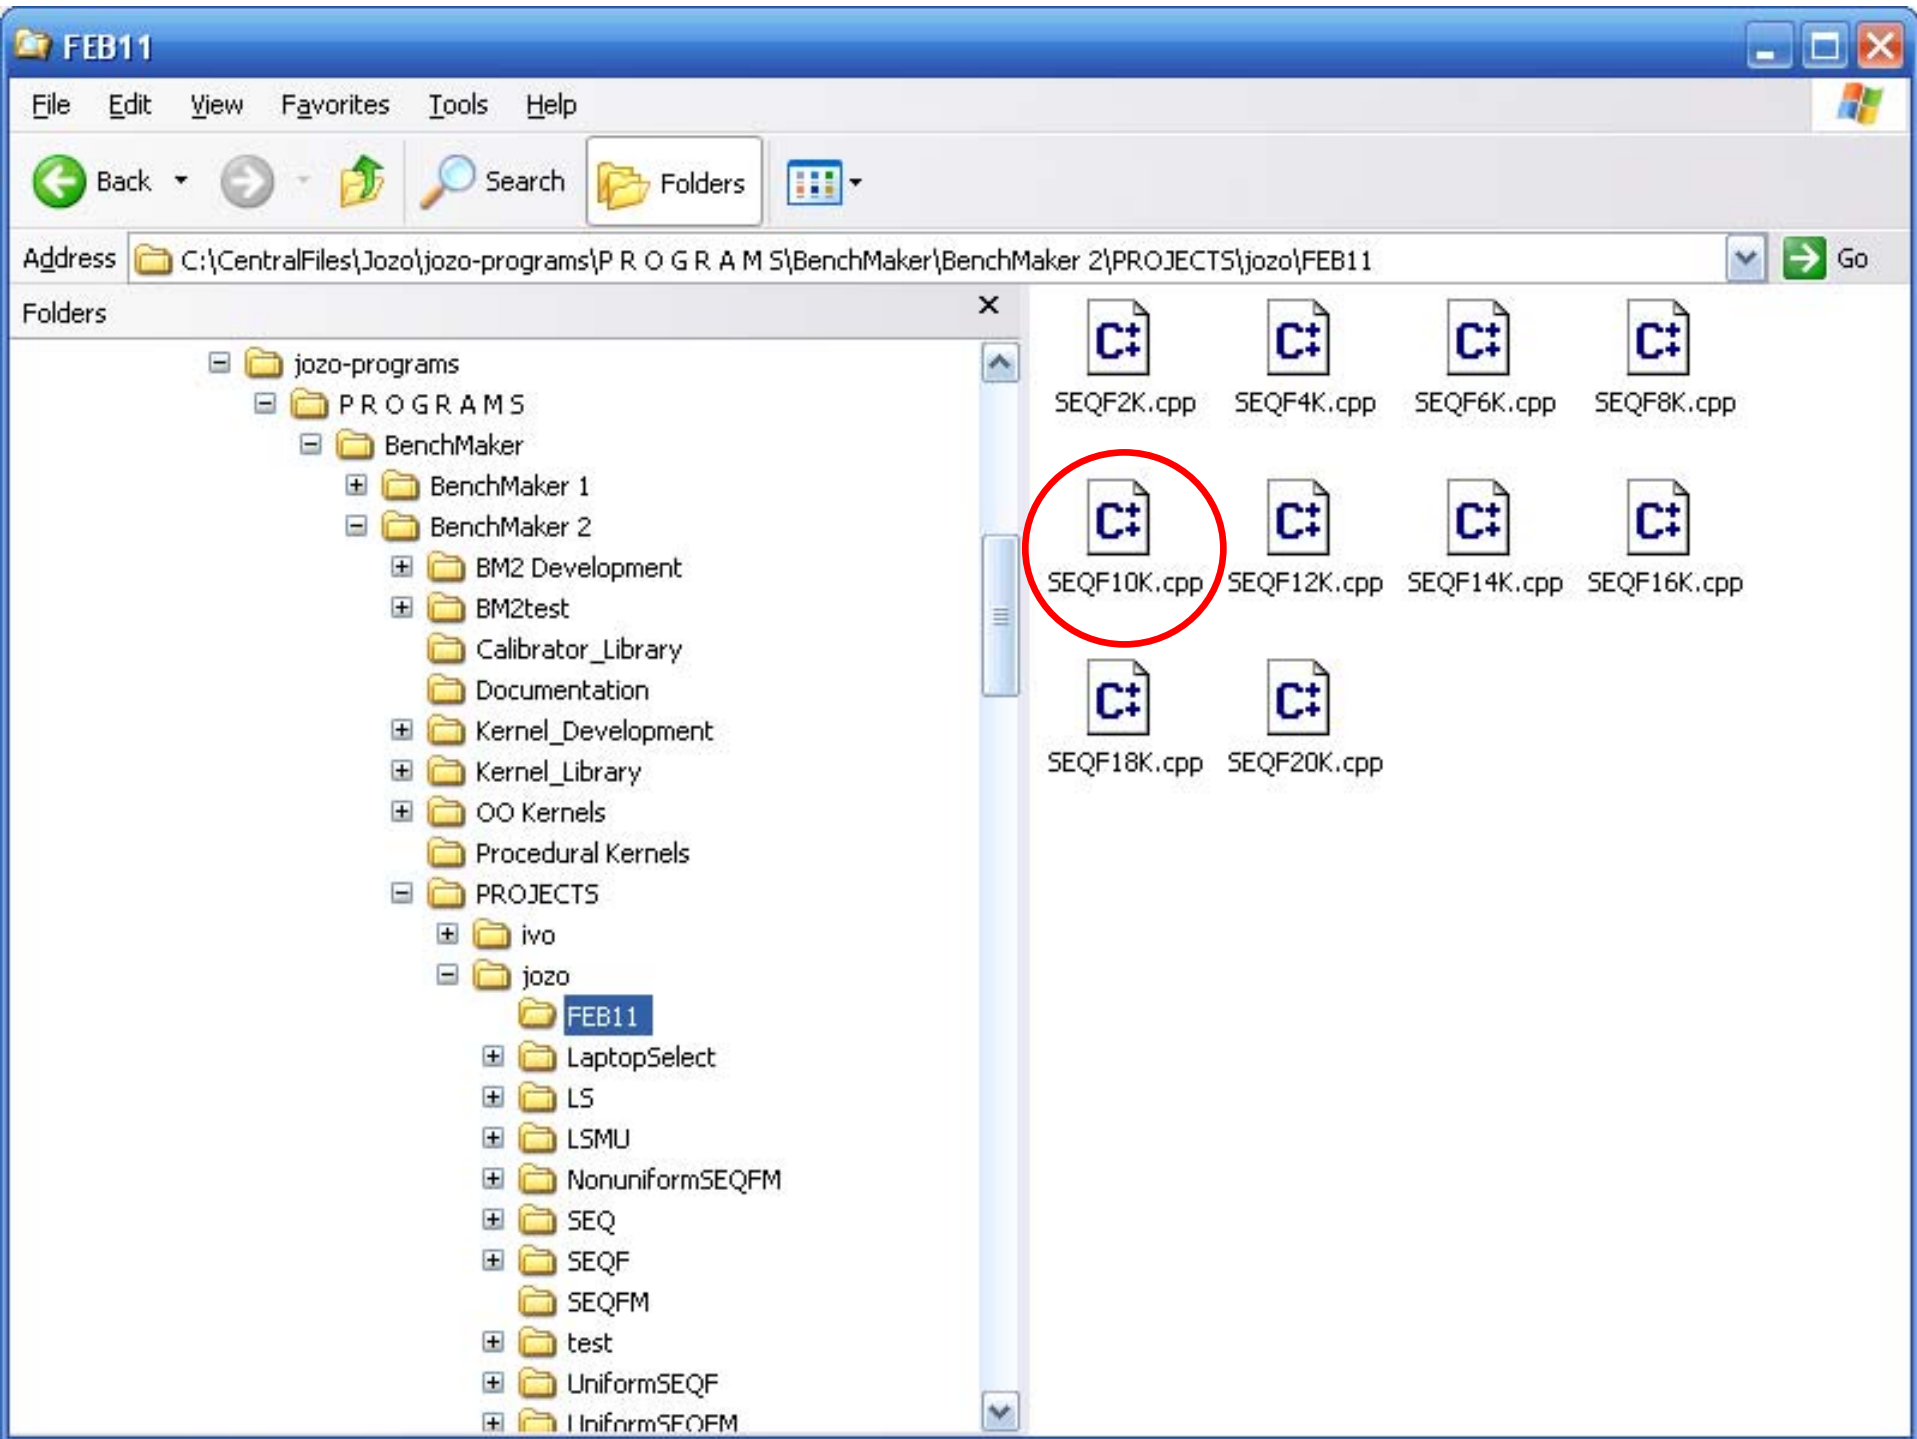 FEB11
File Edit View Favorites Tools Help
Back Search Folders
Address C:\CentralFiles\Jozo\jozo-programs\P R O G R A M S\BenchMaker\BenchMaker 2\PROJECTS\jozo\FEB11 Go
Folders
jozo-programs
P R O G R A M S
BenchMaker
BenchMaker 1
BenchMaker 2
BM2 Development
BM2test
Calibrator_Library
Documentation
Kernel_Development
Kernel_Library
OO Kernels
Procedural Kernels
PROJECTS
ivo
jozo
FEB11
LaptopSelect
LS
LSMU
NonuniformSEQFM
SEQ
SEQF
SEQFM
test
UniformSEQF
UniformSEQFM
C++ C++ C++ C++
SEQF2K.cpp SEQF4K.cpp SEQF6K.cpp SEQF8K.cpp
C++ C++ C++ C++
SEQF10K.cpp SEQF12K.cpp SEQF14K.cpp SEQF16K.cpp
C++ C++
SEQF18K.cpp SEQF20K.cpp